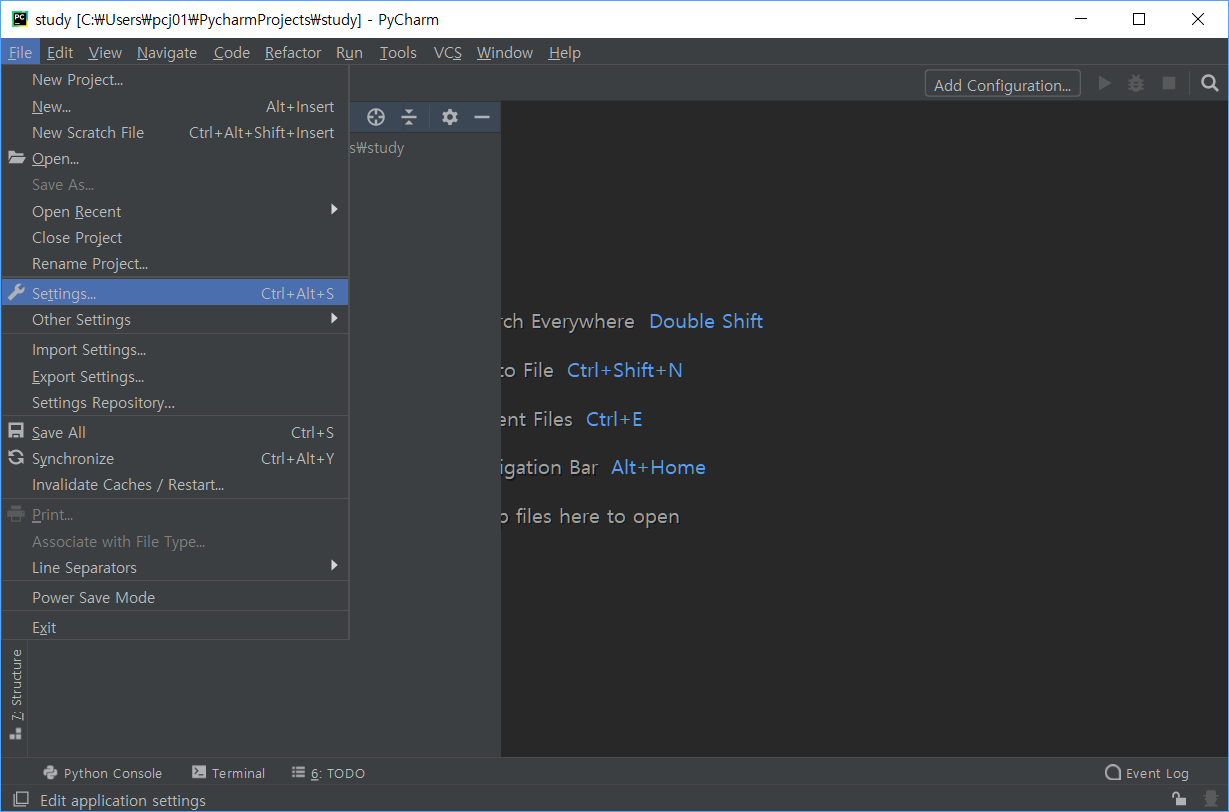 study [C:₩Users₩pcj01₩PycharmProjects₩study] - PyCharm
File Edit View Navigate Code Refactor Run Tools VCS Window Help
Add Configuration...
New Project...
New... Alt+Insert
New Scratch File Ctrl+Alt+Shift+Insert
Open...
Save As...
Open Recent
Close Project
Rename Project...
Settings... Ctrl+Alt+S
Other Settings
Import Settings...
Export Settings...
Settings Repository...
Save All Ctrl+S
Synchronize Ctrl+Alt+Y
Invalidate Caches / Restart...
Print...
Associate with File Type...
Line Separators
Power Save Mode
Exit
s₩study
rch Everywhere Double Shift
to File Ctrl+Shift+N
ent Files Ctrl+E
igation Bar Alt+Home
p files here to open
7: Structure
Python Console Terminal 6: TODO Event Log
Edit application settings